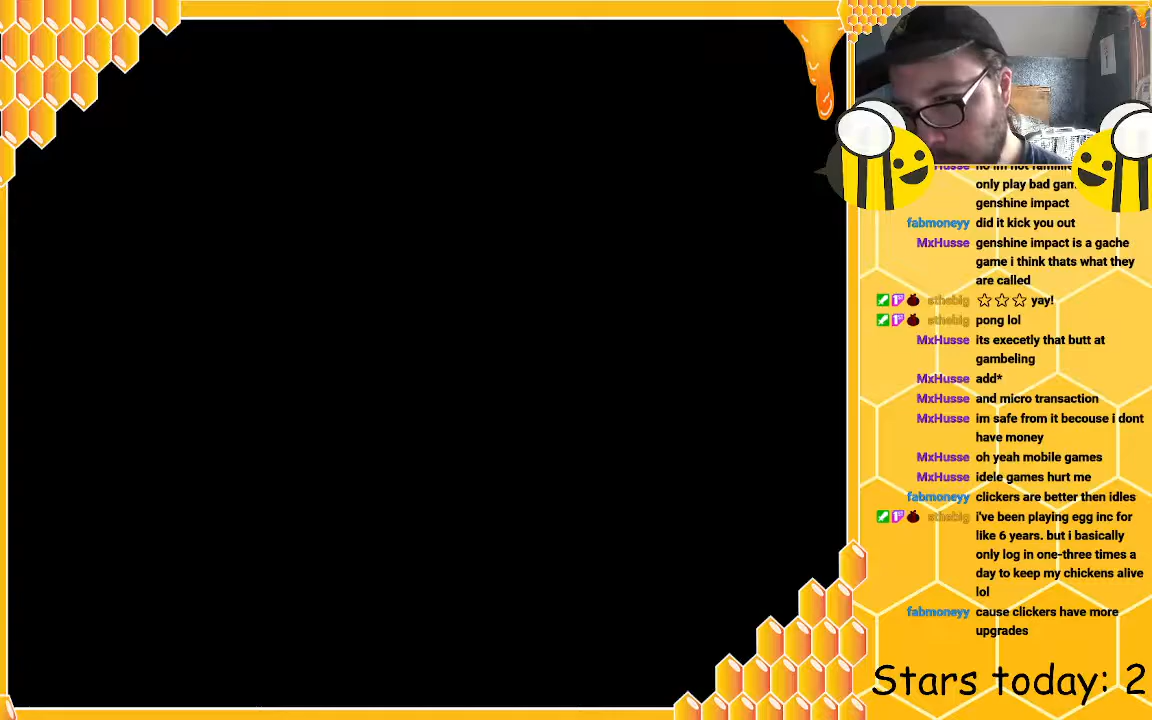 only play bad gam
genshine impact
fabmoneyy did it kick you out
MxHusse genshine impact is a gache
game i think thats what they
are called
sthebig ☆☆☆ yay!
sthebig pong lol
MxHusse its execetly that butt at
gambeling
MxHusse add*
MxHusse and micro transaction
MxHusse im safe from it becouse i dont
have money
MxHusse oh yeah mobile games
MxHusse idele games hurt me
fabmoneyy clickers are better then idles
sthebig i've been playing egg inc for
like 6 years. but i basically
only log in one-three times a
day to keep my chickens alive
lol
fabmoneyy cause clickers have more
upgrades
Stars today: 2